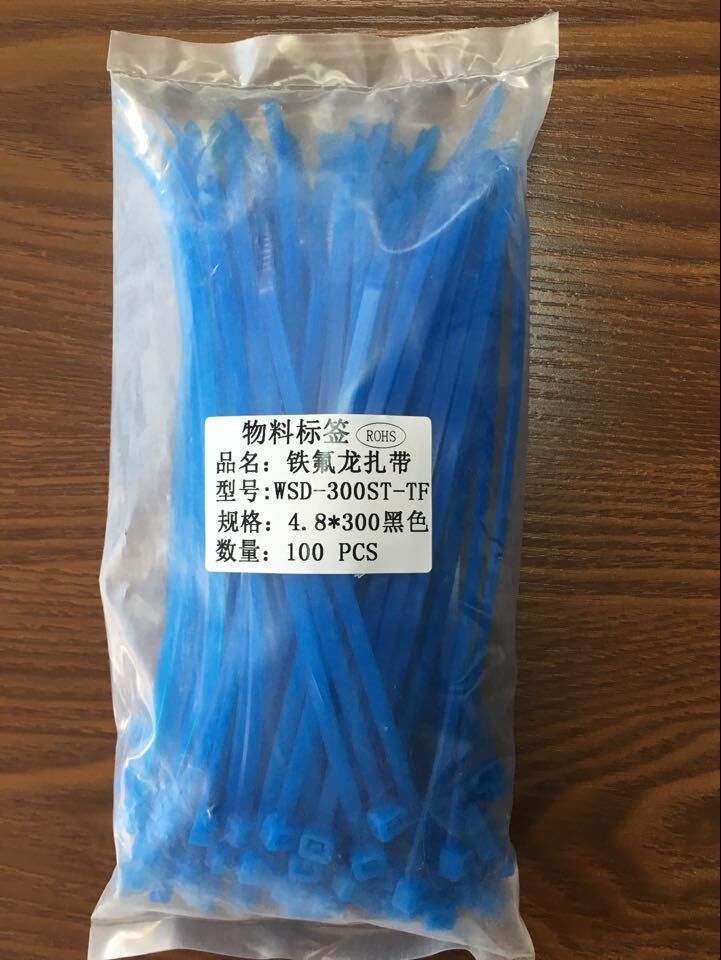 物料标签 ROHS
品名: 铁氟龙扎带
型号:WSD-300ST-TF
规格: 4.8*300黑色
数量: 100 PCS